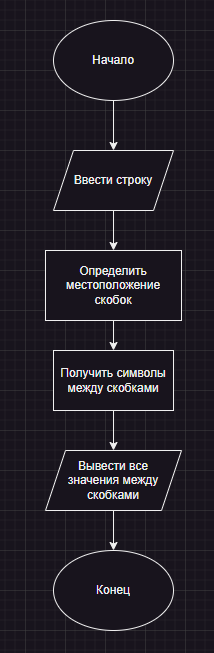 Начало
Ввести строку
Определить
местоположение
скобок
Получить символы
между скобками
Вывести все
значения между
скобками
Конец